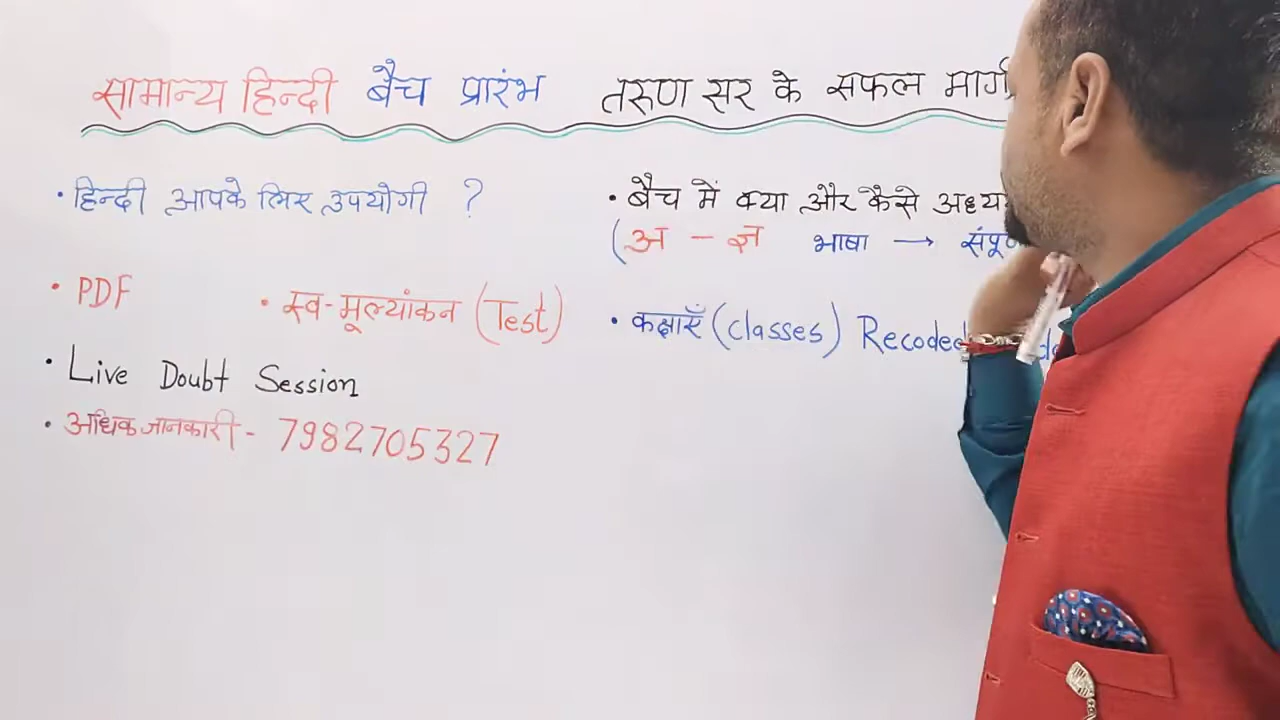 सामान्य हिन्दी बैच प्रारंभ तरुण सर के सफल
• हिन्दी आपके लिए उपयोगी ?
• बैच में क्या और कैसे
(अ - ज्ञ भाषा →
• PDF • स्व-मूल्यांकन (Test)
• कक्षाएँ (classes) Recoded
• Live Doubt Session
• अधिक जानकारी - 7982705327